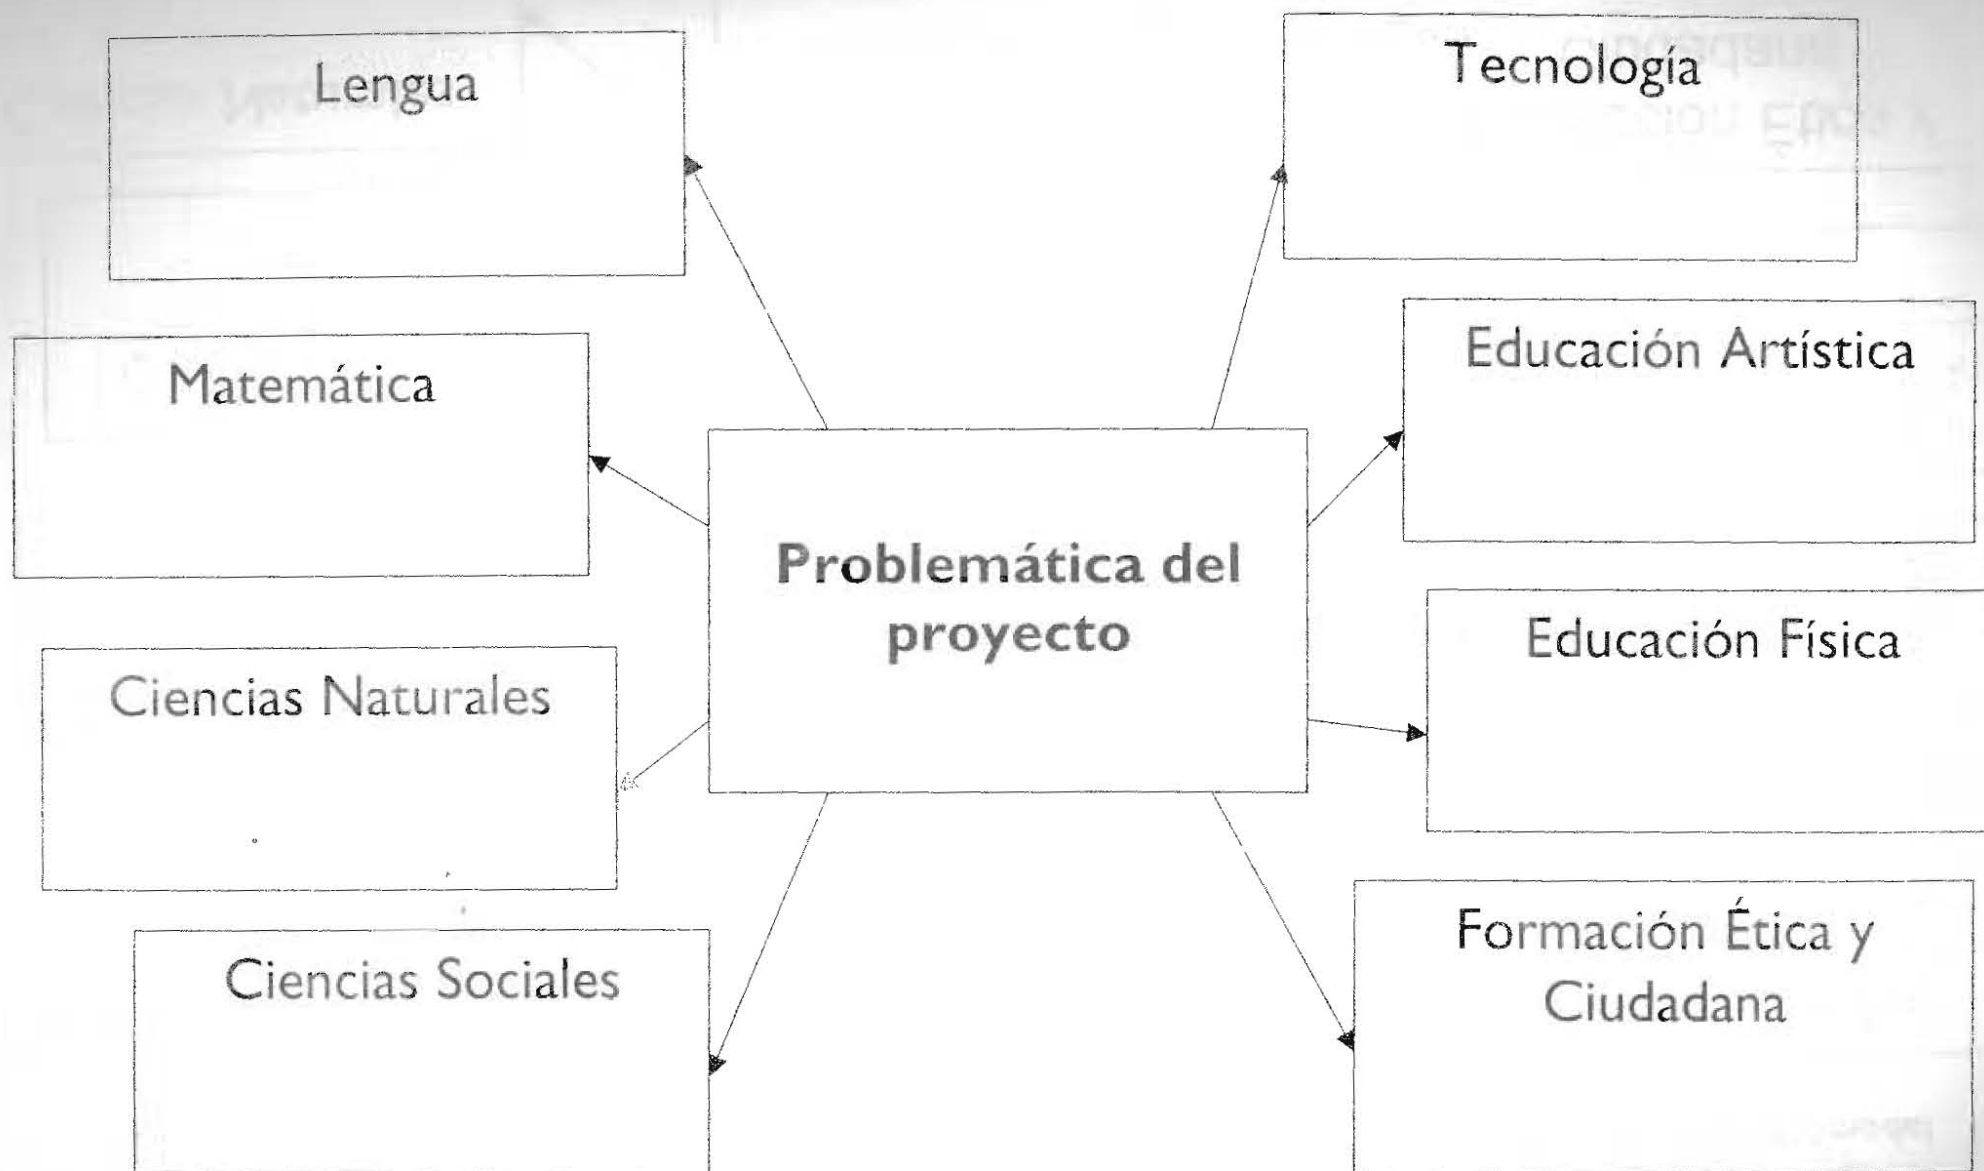 Lengua
Matemática
Ciencias Naturales
Ciencias Sociales
Problemática del
proyecto
Tecnología
Educación Artística
Educación Física
Formación Ética y
Ciudadana